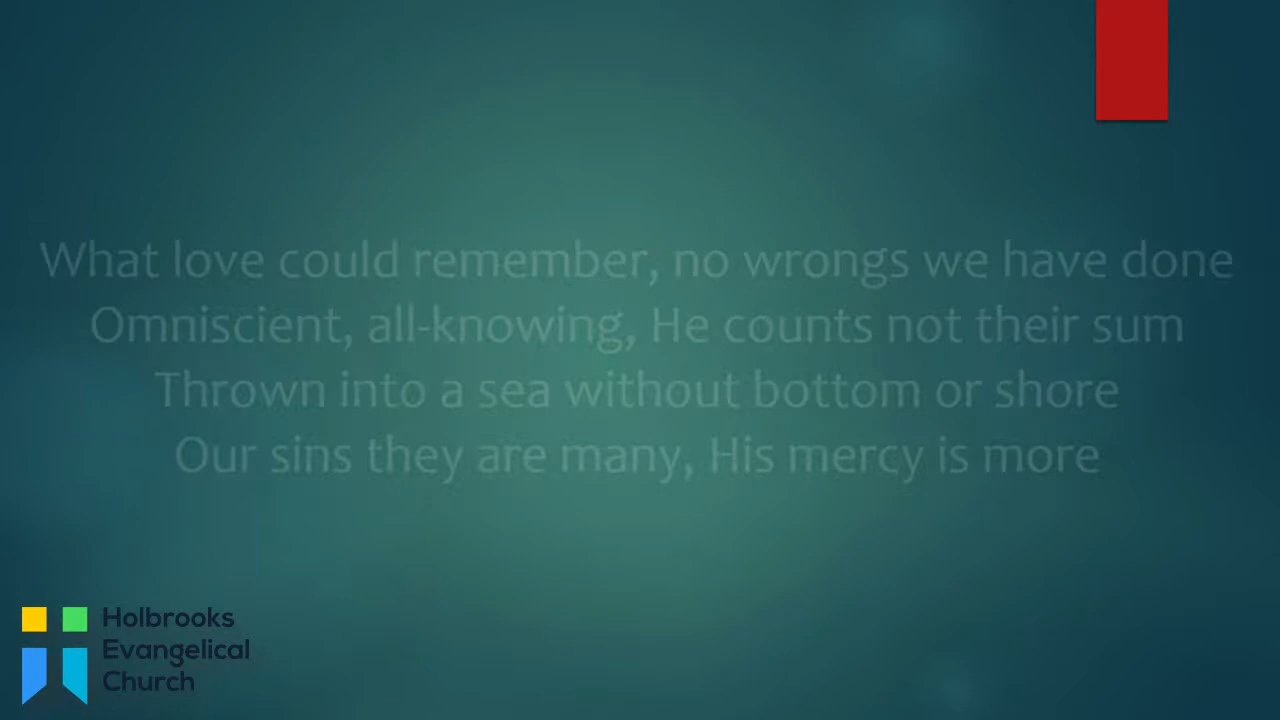 What love could remember, no wrongs we have done
Omniscient, all-knowing, He counts not their sum
Thrown into a sea without bottom or shore
Our sins they are many, His mercy is more
Holbrooks
Evangelical
Church